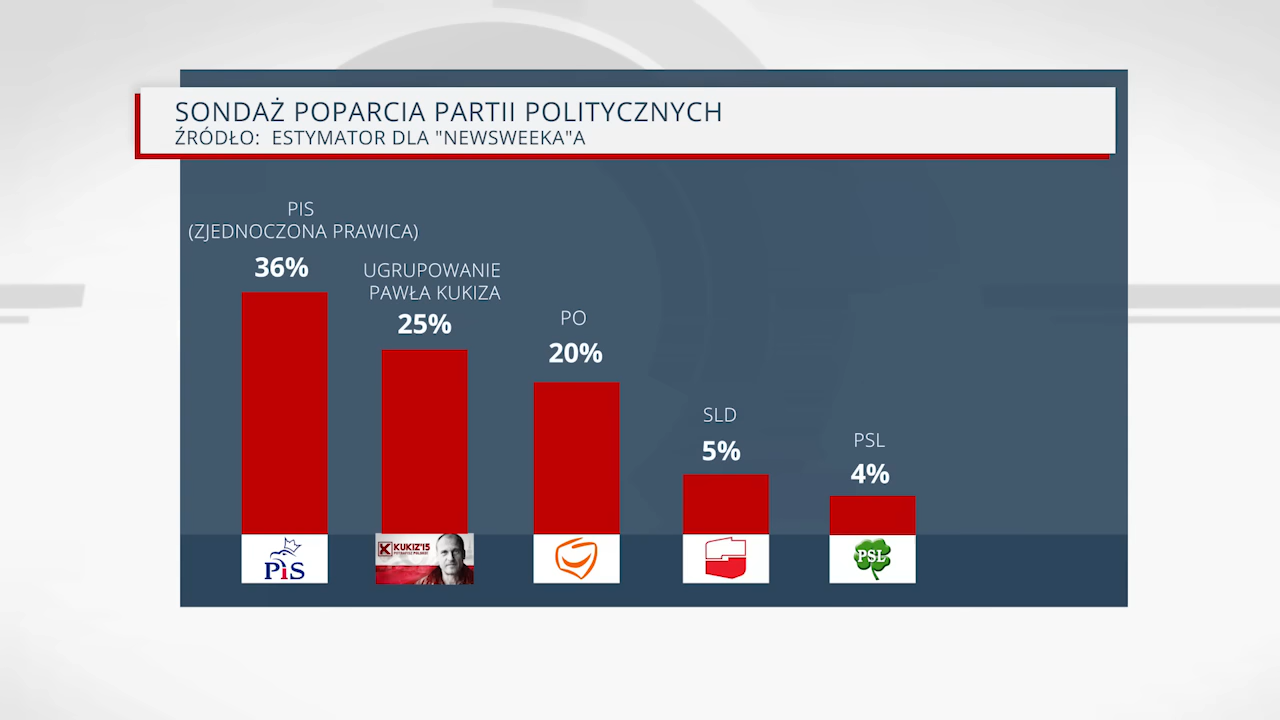 SONDAŻ POPARCIA PARTII POLITYCZNYCH
ŹRÓDŁO: ESTYMATOR DLA "NEWSWEEKA"A
PIS
(ZJEDNOCZONA PRAWICA)
36%
UGRUPOWANIE
PAWŁA KUKIZA
25%
PO
20%
SLD
5%
PSL
4%
PiS
KUKIZ'15
PSL